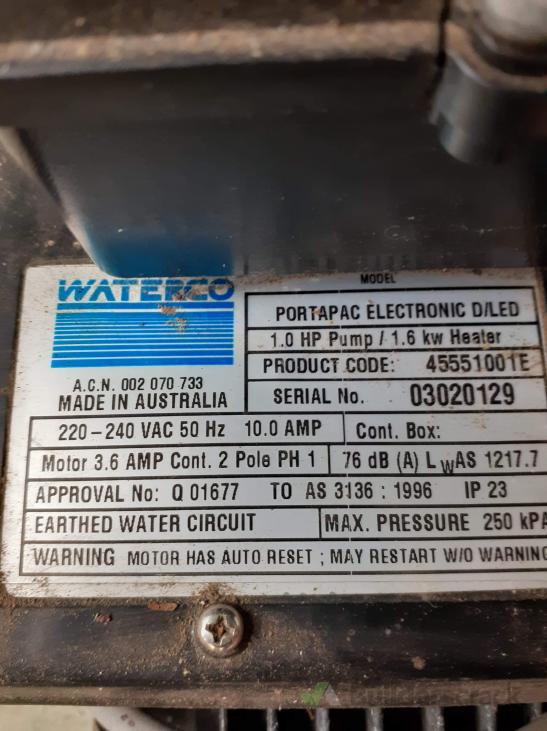 WATERCO
A.C.N. 002 070 733
MADE IN AUSTRALIA
MODEL
PORTAPAC ELECTRONIC D/LED
1.0 HP Pump / 1.6 kw Heater
PRODUCT CODE: 45551001E
SERIAL No. 03020129
220-240 VAC 50 Hz 10.0 AMP
Cont. Box:
Motor 3.6 AMP Cont. 2 Pole PH 1
76 dB (A) LWAS 1217.7
APPROVAL No: Q 01677 TO AS 3136 : 1996 IP 23
EARTHED WATER CIRCUIT
MAX. PRESSURE 250 kPA
WARNING MOTOR HAS AUTO RESET ; MAY RESTART W/O WARNING